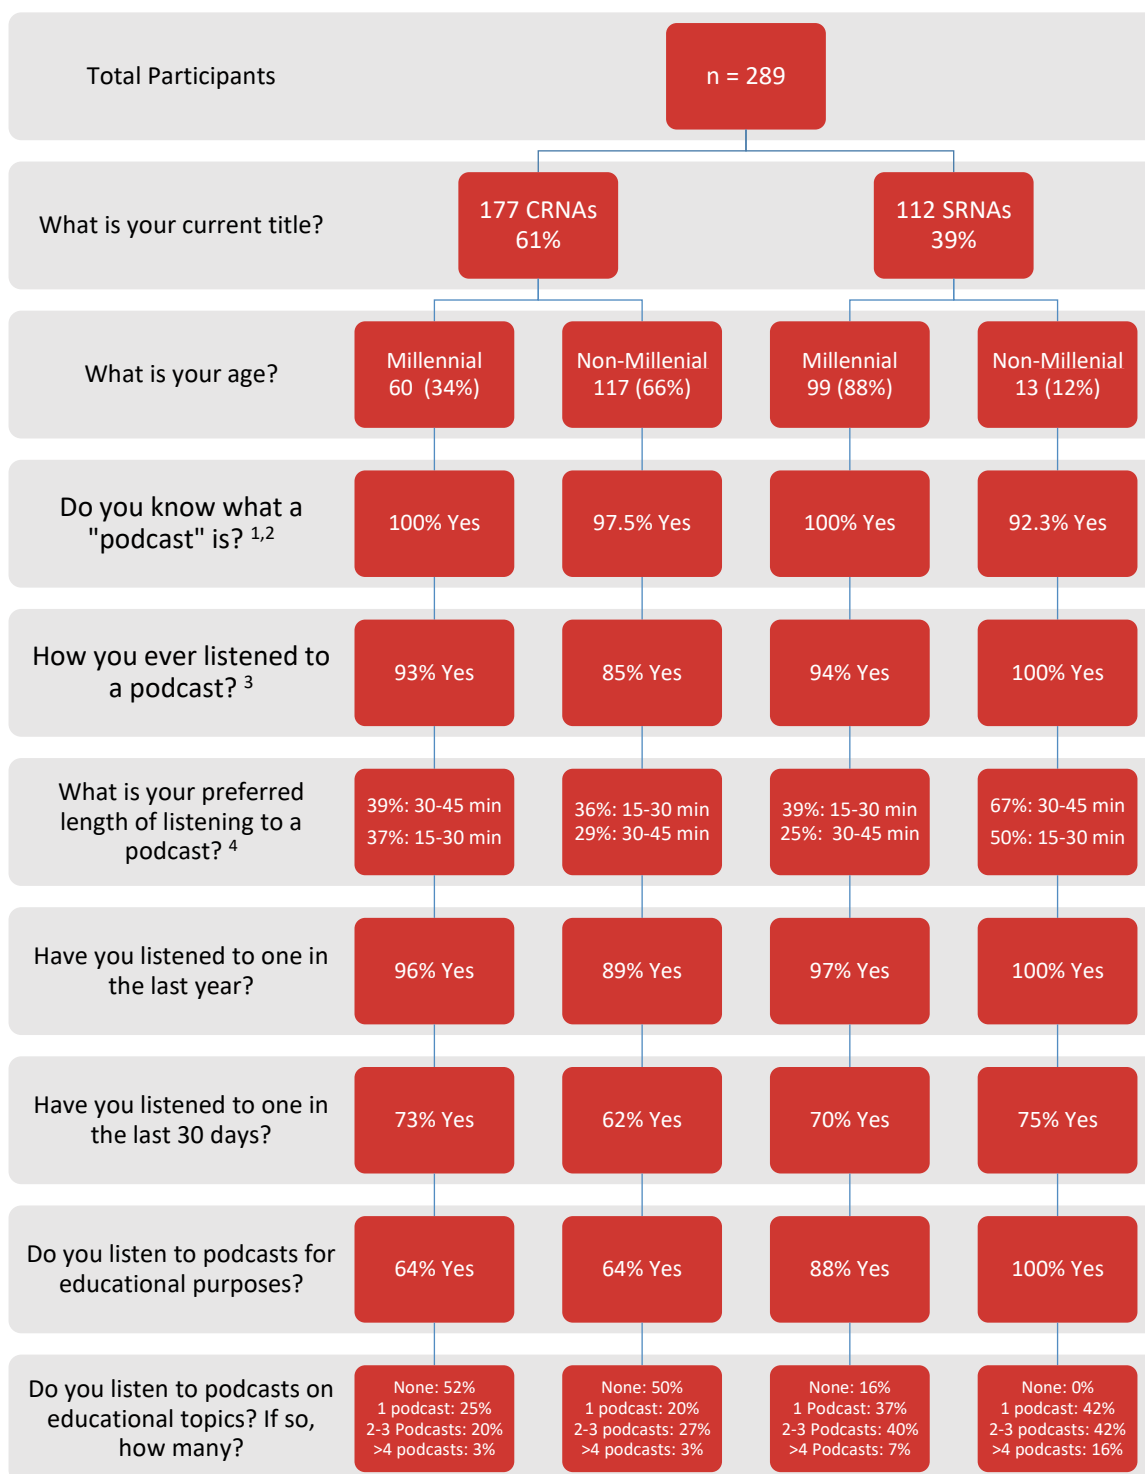 Total Participants
n = 289
What is your current title?
177 CRNAs
61%
112 SRNAs
39%
What is your age?
Millennial
60  (34%)
Non-Millenial
117 (66%)
Millennial
99 (88%)
Non-Millenial
13 (12%)
Do you know what a
"podcast" is? 1,2
100% Yes
97.5% Yes
100% Yes
92.3% Yes
How you ever listened to
a podcast? 3
93% Yes
85% Yes
94% Yes
100% Yes
What is your preferred
length of listening to a
podcast? 4
39%: 30-45 min
37%: 15-30 min
36%: 15-30 min
29%: 30-45 min
39%: 15-30 min
25%:  30-45 min
67%: 30-45 min
50%: 15-30 min
Have you listened to one in
the last year?
96% Yes
89% Yes
97% Yes
100% Yes
Have you listened to one in
the last 30 days?
73% Yes
62% Yes
70% Yes
75% Yes
Do you listen to podcasts for
educational purposes?
64% Yes
64% Yes
88% Yes
100% Yes
Do you listen to podcasts on
educational topics? If so,
how many?
None: 52%
1 podcast: 25%
2-3 Podcasts: 20%
>4 podcasts: 3%
None: 50%
1 podcast: 20%
2-3 podcasts: 27%
>4 podcasts: 3%
None: 16%
1 Podcast: 37%
2-3 Podcasts: 40%
>4 Podcasts: 7%
None: 0%
1 podcast: 42%
2-3 Podcasts: 42%
>4 podcasts: 16%